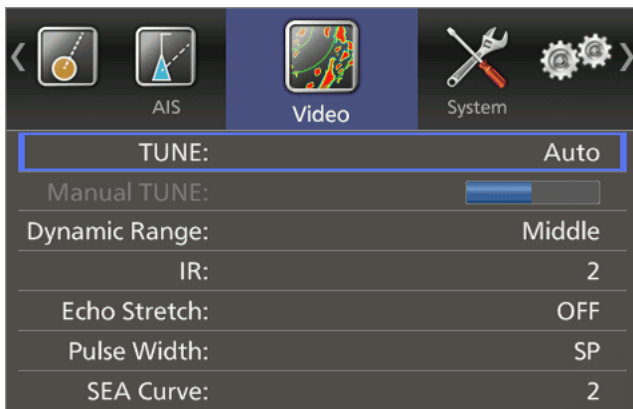 AIS
Video
System
TUNE: Auto
Manual TUNE:
Dynamic Range: Middle
IR: 2
Echo Stretch: OFF
Pulse Width: SP
SEA Curve: 2